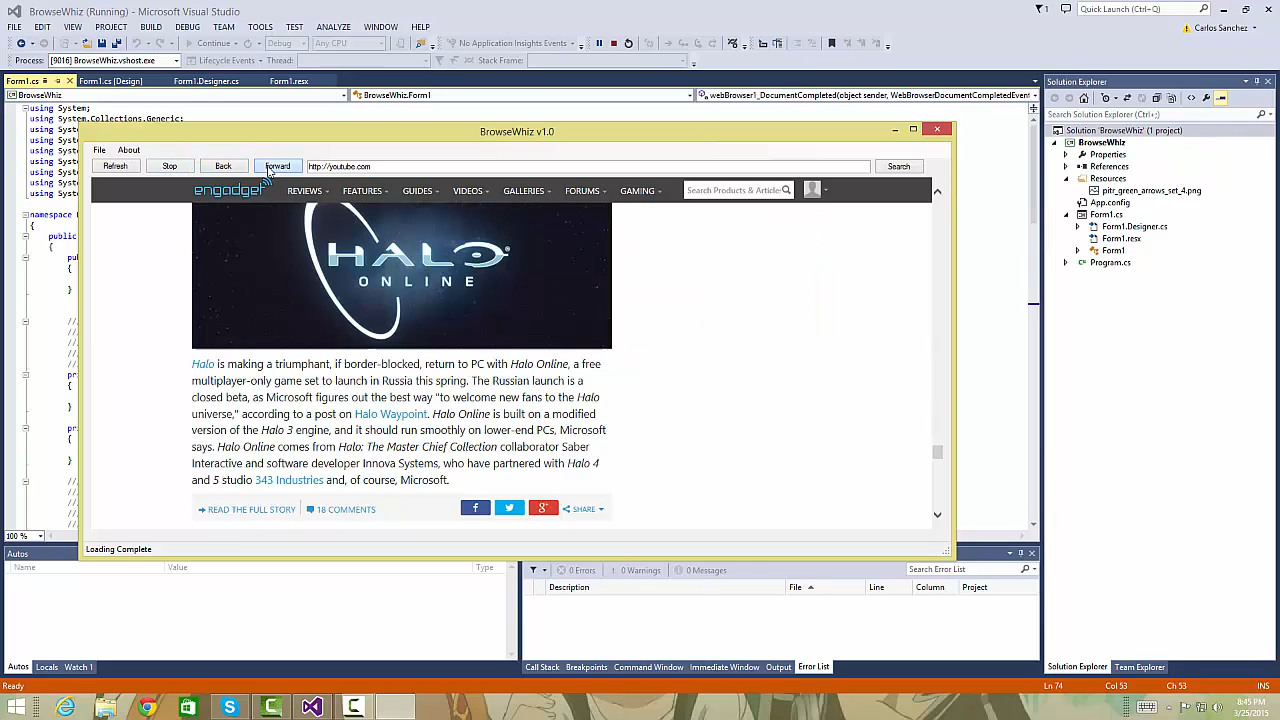 BrowseWhiz (Running) - Microsoft Visual Studio
1
Quick Launch (Ctrl+Q)
FILE EDIT VIEW PROJECT BUILD DEBUG TEAM TOOLS TEST ANALYZE WINDOW HELP
Carlos Sanchez
Continue Debug Any CPU No Application Insights Events
Process: [9016] BrowseWhiz.vshost.exe Lifecycle Events Thread: Stack Frame:
Form1.cs Form1.cs [Design] Form1.Designer.cs Form1.resx
BrowseWhiz BrowseWhiz.Form1 webBrowser1_DocumentCompleted(object sender, WebBrowserDocumentCompletedEvent
using System;
using System.Collections.Generic;
using
using
using
using
using
using
namespace
{
public
{
BrowseWhiz v1.0
File About
Refresh Stop Back Forward http://youtube.com Search
engadget REVIEWS FEATURES GUIDES VIDEOS GALLERIES FORUMS GAMING Search Products & Article
HALO
ONLINE
Halo is making a triumphant, if border-blocked, return to PC with Halo Online, a free
multiplayer-only game set to launch in Russia this spring. The Russian launch is a
closed beta, as Microsoft figures out the best way "to welcome new fans to the Halo
universe," according to a post on Halo Waypoint. Halo Online is built on a modified
version of the Halo 3 engine, and it should run smoothly on lower-end PCs, Microsoft
says. Halo Online comes from Halo: The Master Chief Collection collaborator Saber
Interactive and software developer Innova Systems, who have partnered with Halo 4
and 5 studio 343 Industries and, of course, Microsoft.
READ THE FULL STORY 18 COMMENTS f g+ SHARE
Loading Complete
100 %
Solution Explorer
Search Solution Explorer (Ctrl+;)
Solution 'BrowseWhiz' (1 project)
BrowseWhiz
Properties
References
Resources
pitr_green_arrows_set_4.png
App.config
Form1.cs
Form1.Designer.cs
Form1.resx
Form1
Program.cs
Autos
Name Value Type
0 Errors 0 Warnings 0 Messages Search Error List
Description File Line Column Project
Autos Locals Watch 1
Call Stack Breakpoints Command Window Immediate Window Output Error List
Solution Explorer Team Explorer
Ready Ln 74 Col 53 Ch 53 INS
8:45 PM
3/25/2015